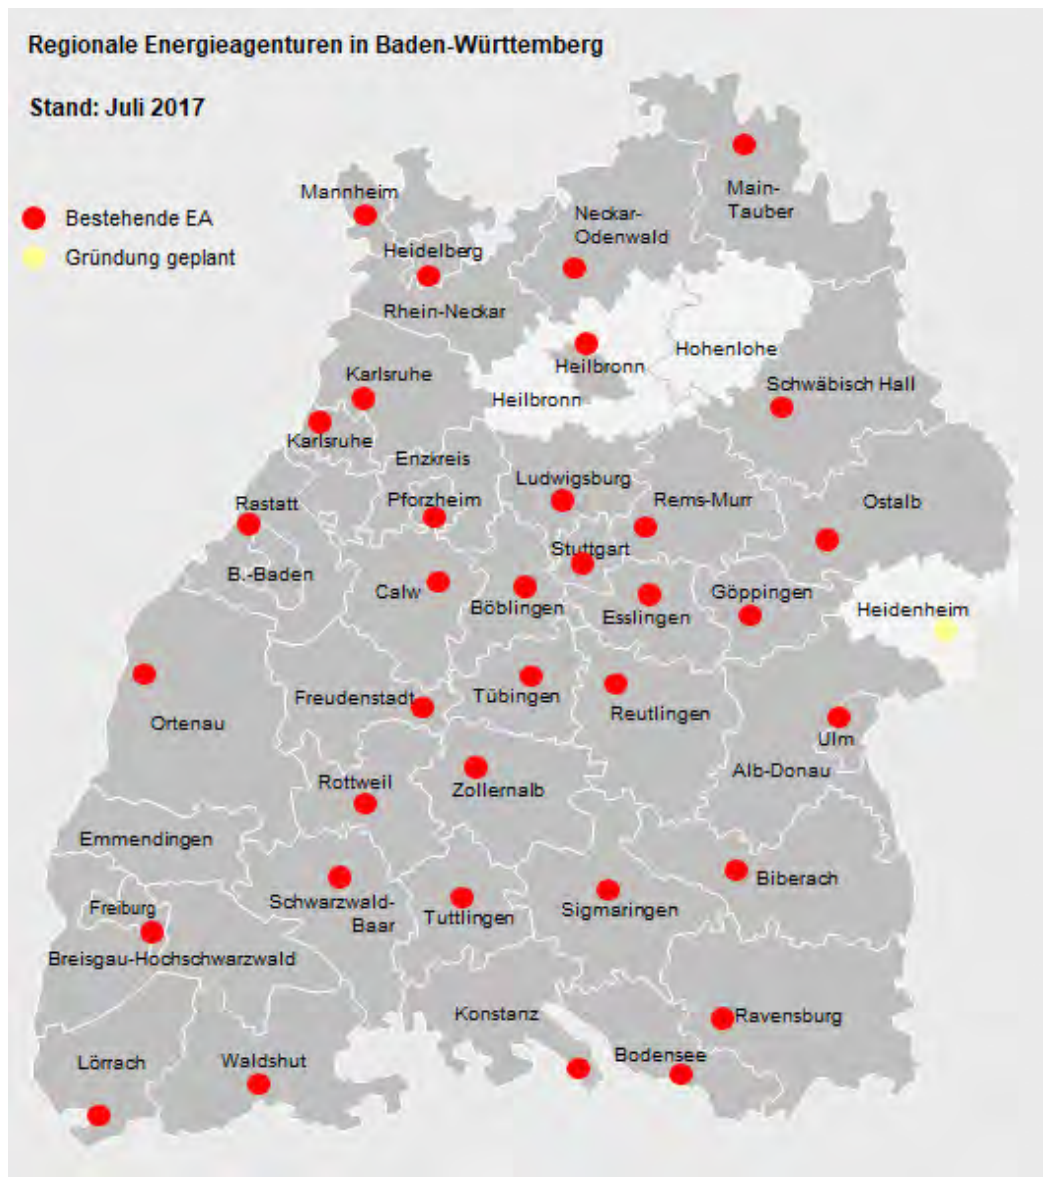 Regionale Energieagenturen in Baden-Württemberg
Stand: Juli 2017
Bestehende EA
Gründung geplant
Mannheim
Main-
Tauber
Neckar-
Odenwald
Heidelberg
Rhein-Neckar
Hohenlohe
Heilbronn
Karlsruhe
Schwäbisch Hall
Heilbronn
Karlsruhe
Enzkreis
Ludwigsburg
Rems-Murr
Ostalb
Rastatt
Pforzheim
Stuttgart
B.-Baden
Calw
Böblingen
Esslingen
Göppingen
Heidenheim
Freudenstadt
Tübingen
Reutlingen
Ortenau
Ulm
Alb-Donau
Rottweil
Zollernalb
Emmendingen
Biberach
Freiburg
Schwarzwald-
Baar
Tuttlingen
Sigmaringen
Breisgau-Hochschwarzwald
Konstanz
Ravensburg
Bodensee
Lörrach
Waldshut